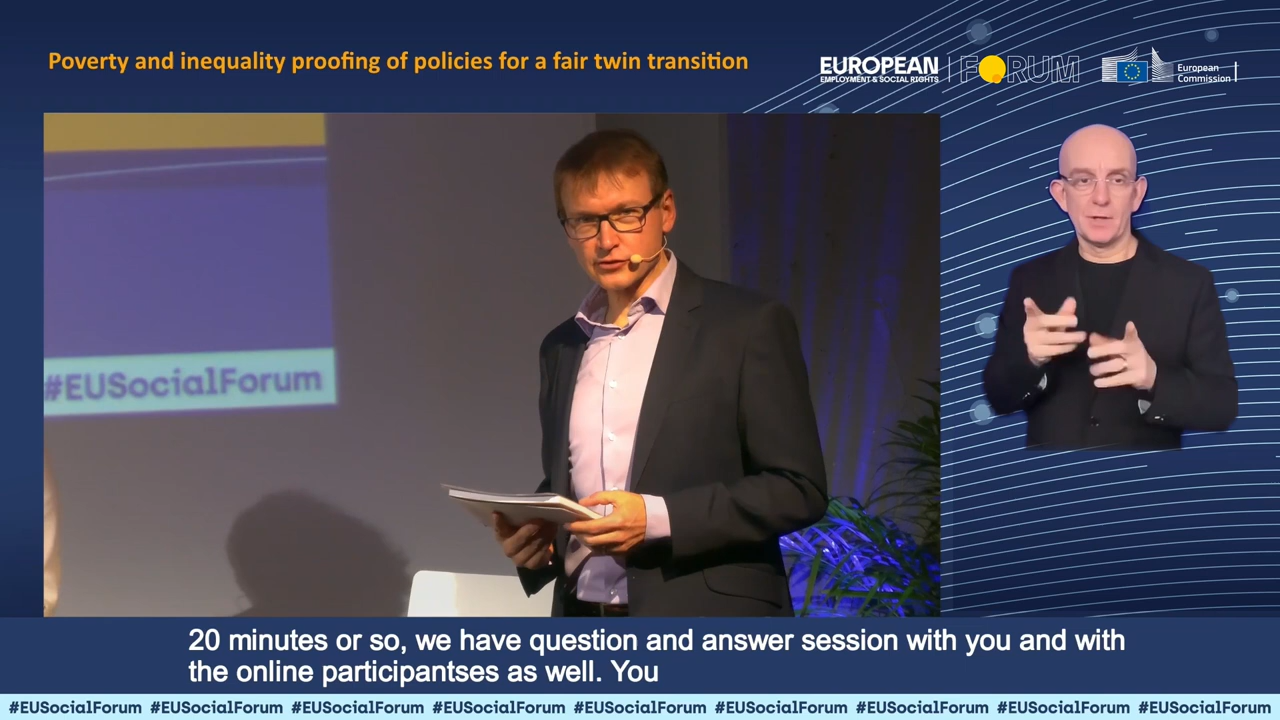 Poverty and inequality proofing of policies for a fair twin transition
EUROPEAN
EMPLOYMENT & SOCIAL RIGHTS
FORUM
European
Commission
#EUSocialForum
20 minutes or so, we have question and answer session with you and with
the online participantses as well. You
#EUSocialForum #EUSocialForum #EUSocialForum #EUSocialForum #EUSocialForum #EUSocialForum #EUSocialForum #EUSocialForum #EUSocialForum